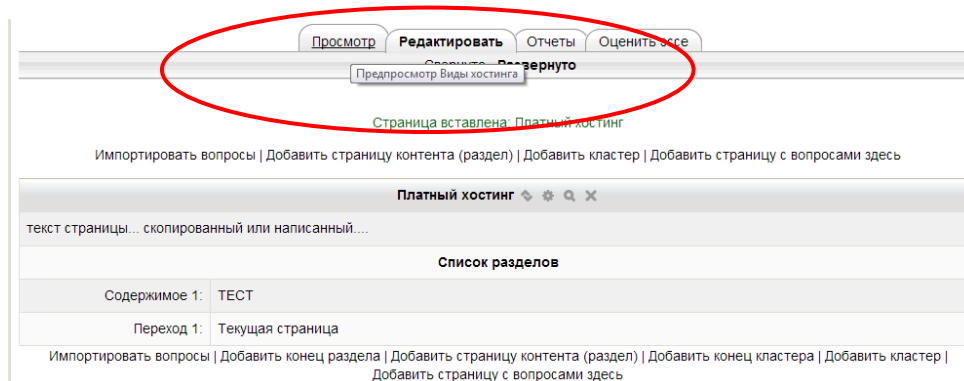 Просмотр Редактировать Отчеты Оценить эссе
Свернуто Развернуто
Предпросмотр Виды хостинга
Страница вставлена: Платный хостинг
Импортировать вопросы | Добавить страницу контента (раздел) | Добавить кластер | Добавить страницу с вопросами здесь
Платный хостинг
текст страницы... скопированный или написанный....
Список разделов
Содержимое 1: ТЕСТ
Переход 1: Текущая страница
Импортировать вопросы | Добавить конец раздела | Добавить страницу контента (раздел) | Добавить конец кластера | Добавить кластер |
Добавить страницу с вопросами здесь